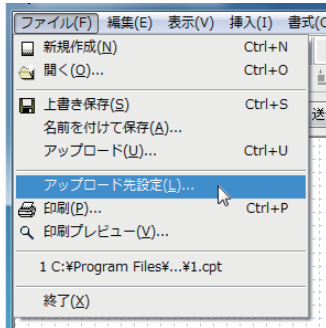 ファイル(F) 編集(E) 表示(V) 挿入(I) 書式(O
新規作成(N) Ctrl+N
開く(O)... Ctrl+O
上書き保存(S) Ctrl+S
名前を付けて保存(A)...
アップロード(U)... Ctrl+U
アップロード先設定(L)...
印刷(P)... Ctrl+P
印刷プレビュー(V)...
1 C:¥Program Files¥...¥1.cpt
終了(X)
送